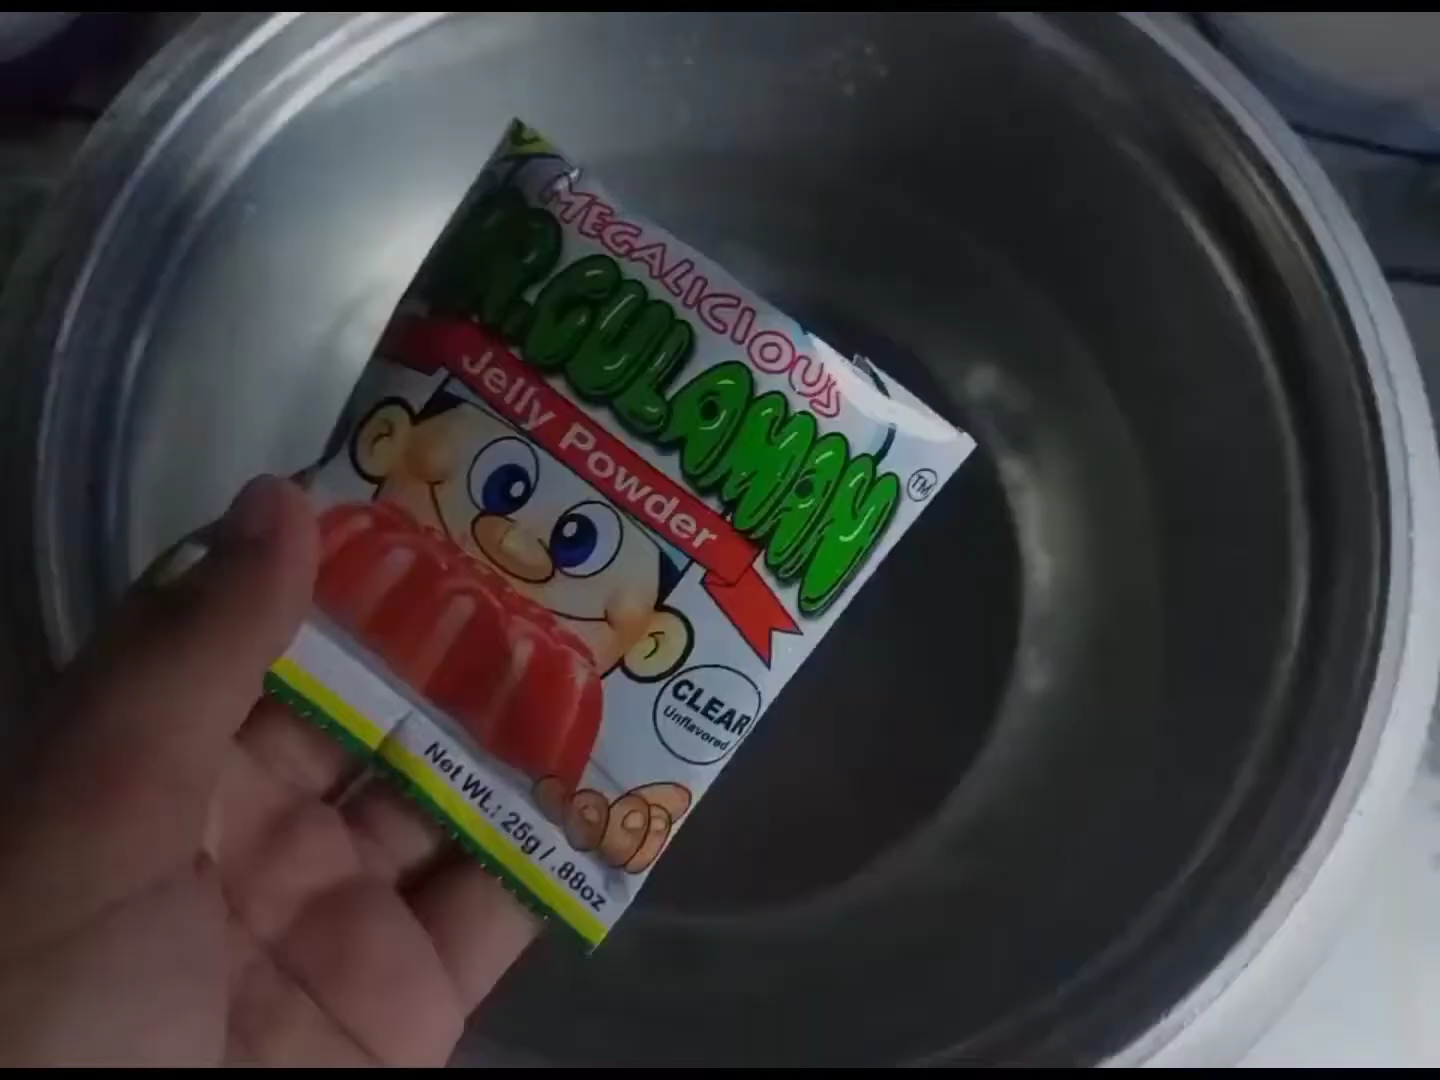 MEGALICIOUS
R.GULAMAN
TM
Jelly Powder
CLEAR
Unflavored
Net Wt.: 25g / .88oz